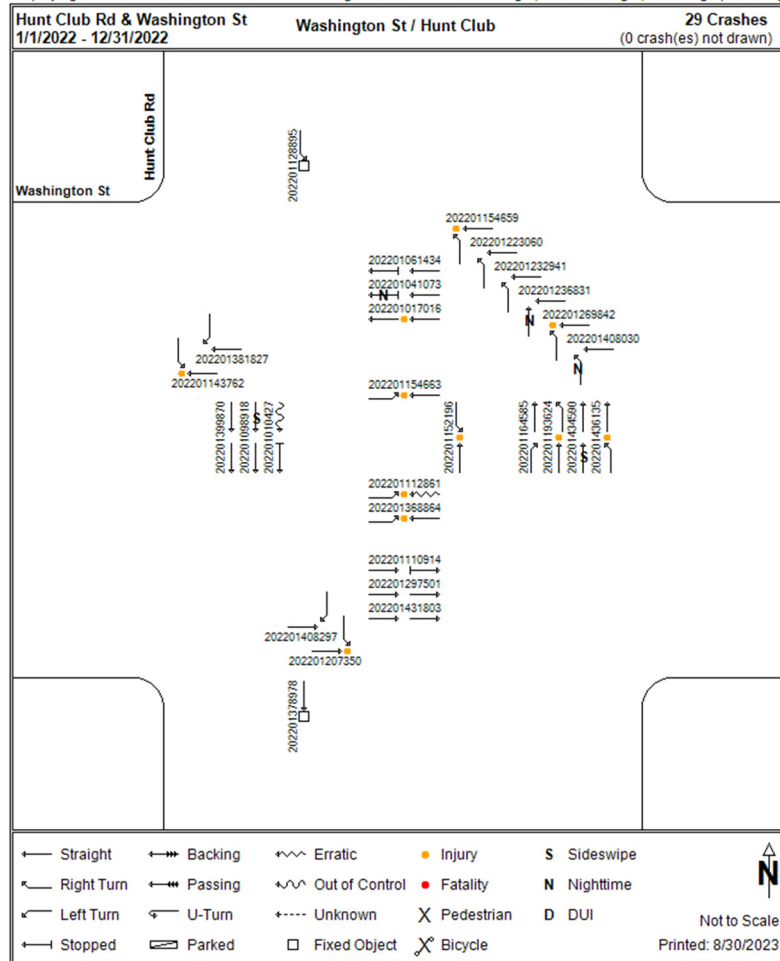 Hunt Club Rd & Washington St
1/1/2022 - 12/31/2022
Washington St / Hunt Club
29 Crashes
(0 crash(es) not drawn)
Hunt Club Rd
Washington St
202201128895
202201154659
202201223060
202201061434
202201232941
202201041073
N
202201236831
202201017016
N
202201269842
202201408030
202201381827
N
202201143762
202201154663
202201399870
202201098918
S
202201010427
202201152196
202201164585
202201193624
202201434590
S
202201436135
202201112861
202201368864
202201110914
202201297501
202201431803
202201408297
202201207350
202201378978
Straight
Backing
Erratic
Injury
S Sideswipe
Right Turn
Passing
Out of Control
Fatality
N Nighttime
N
Left Turn
U-Turn
Unknown
Pedestrian
D DUI
Not to Scale
Stopped
Parked
Fixed Object
Bicycle
Printed: 8/30/2023